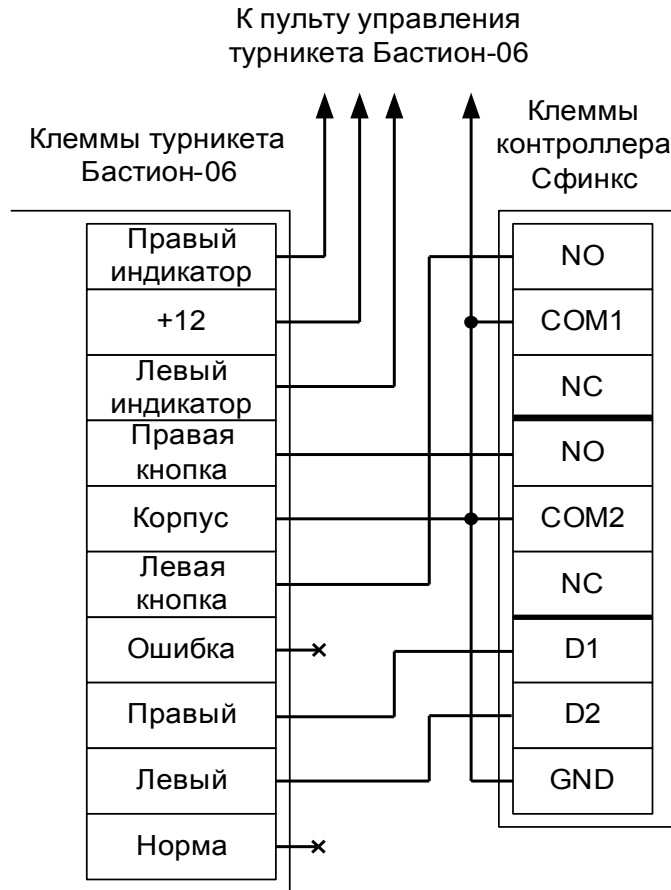 К пульту управления
турникета Бастион-06
Клеммы турникета
Бастион-06
Клеммы
контроллера
Сфинкс
Правый
индикатор
+12
Левый
индикатор
Правая
кнопка
Корпус
Левая
кнопка
Ошибка
Правый
Левый
Норма
NO
COM1
NC
NO
COM2
NC
D1
D2
GND